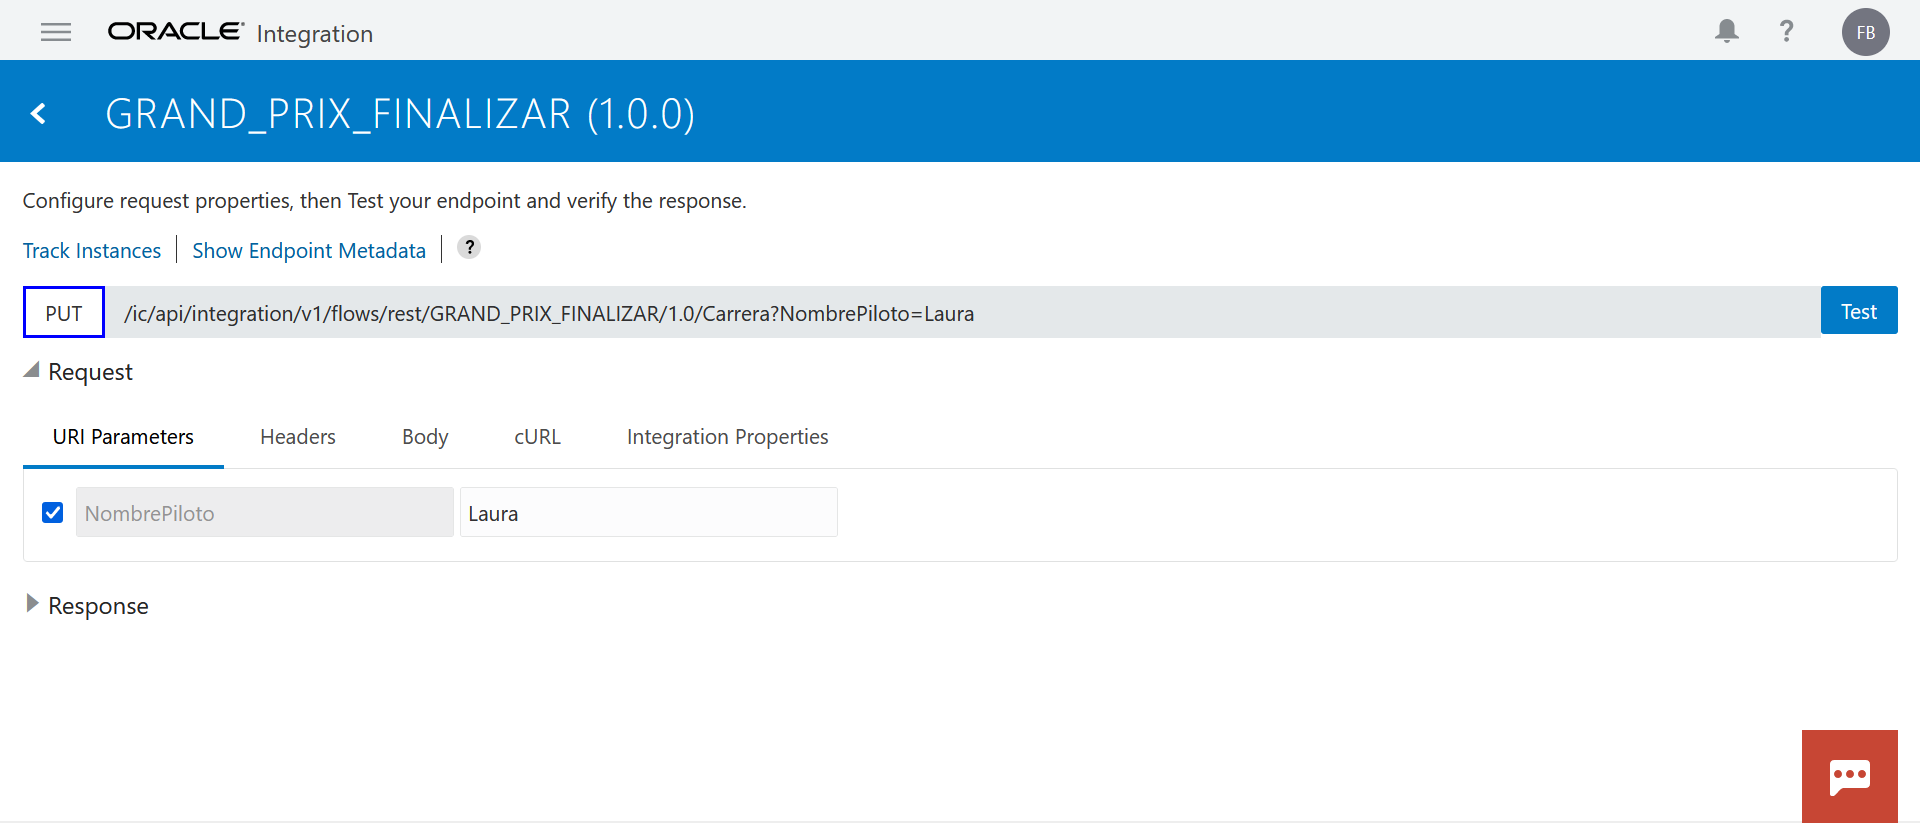 ORACLE Integration
?
FB
GRAND_PRIX_FINALIZAR (1.0.0)
Configure request properties, then Test your endpoint and verify the response.
Track Instances Show Endpoint Metadata ?
PUT /ic/api/integration/v1/flows/rest/GRAND_PRIX_FINALIZAR/1.0/Carrera?NombrePiloto=Laura Test
Request
URI Parameters Headers Body cURL Integration Properties
NombrePiloto Laura
Response